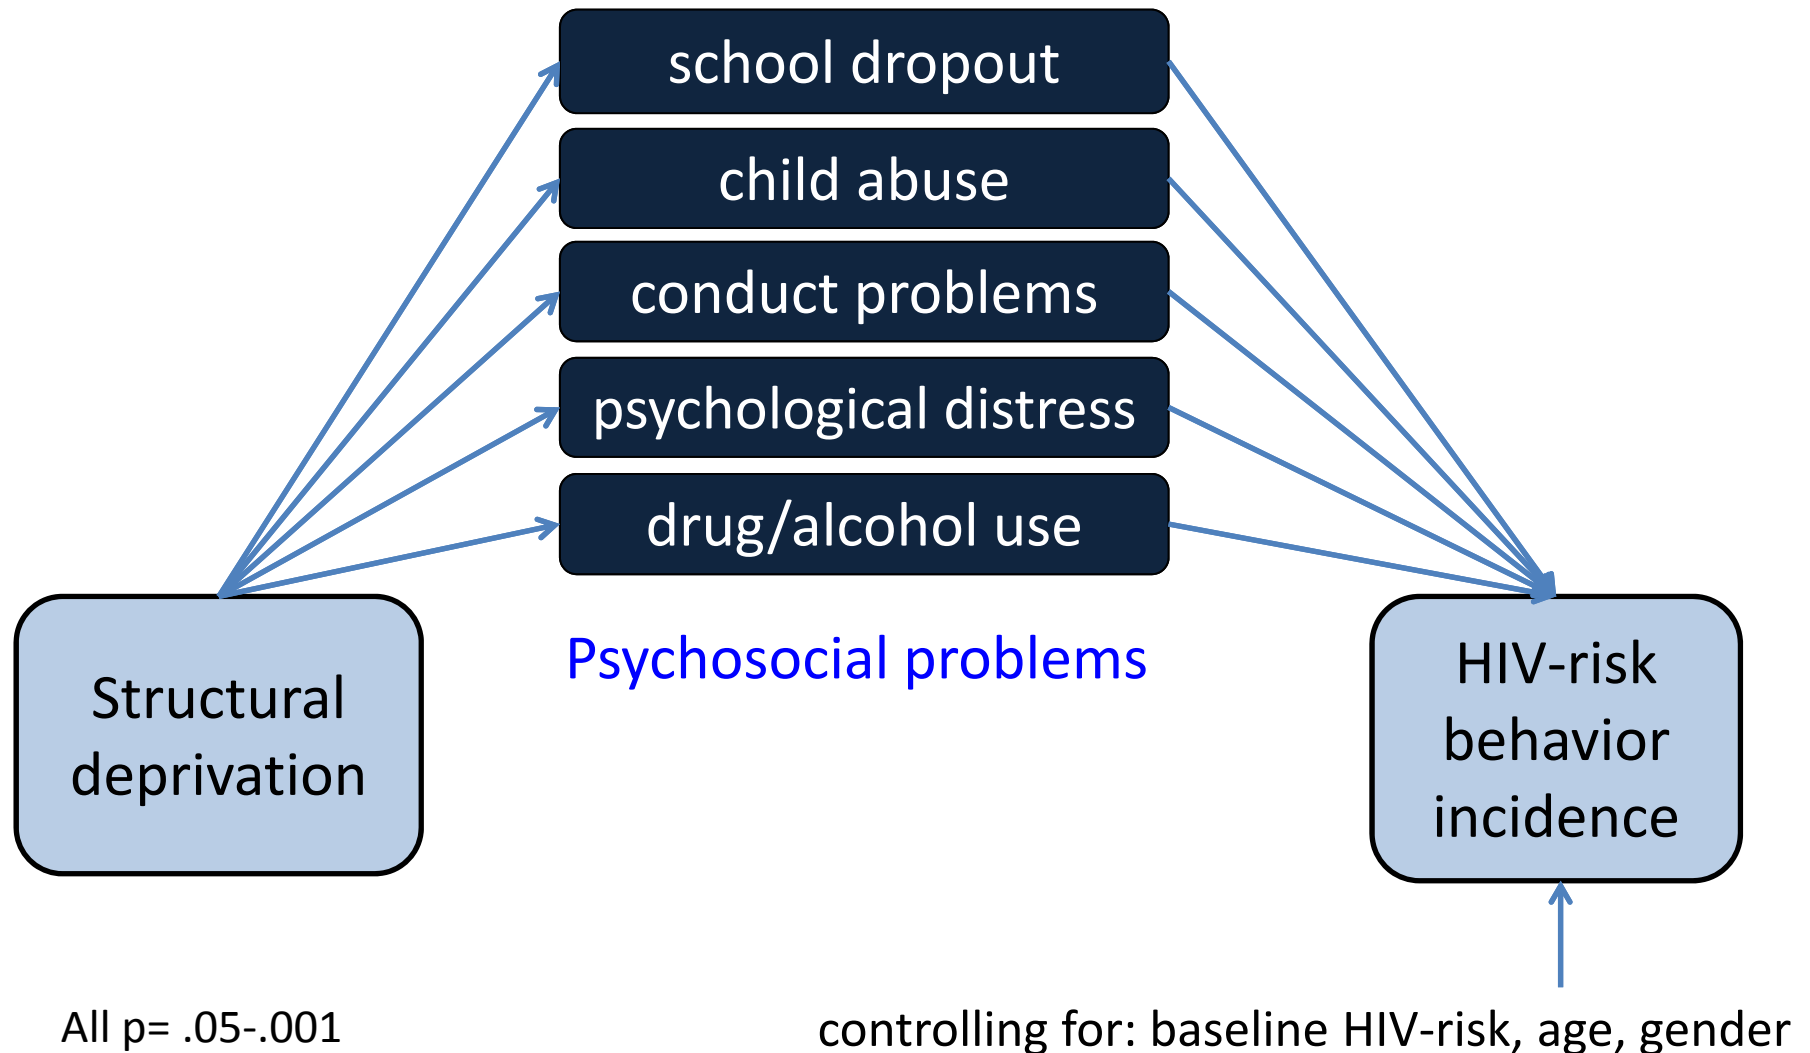 school dropout
child abuse
conduct problems
psychological distress
drug/alcohol use
Psychosocial problems
Structural
deprivation
HIV-risk
behavior
incidence
All p= .05-.001
controlling for: baseline HIV-risk, age, gender